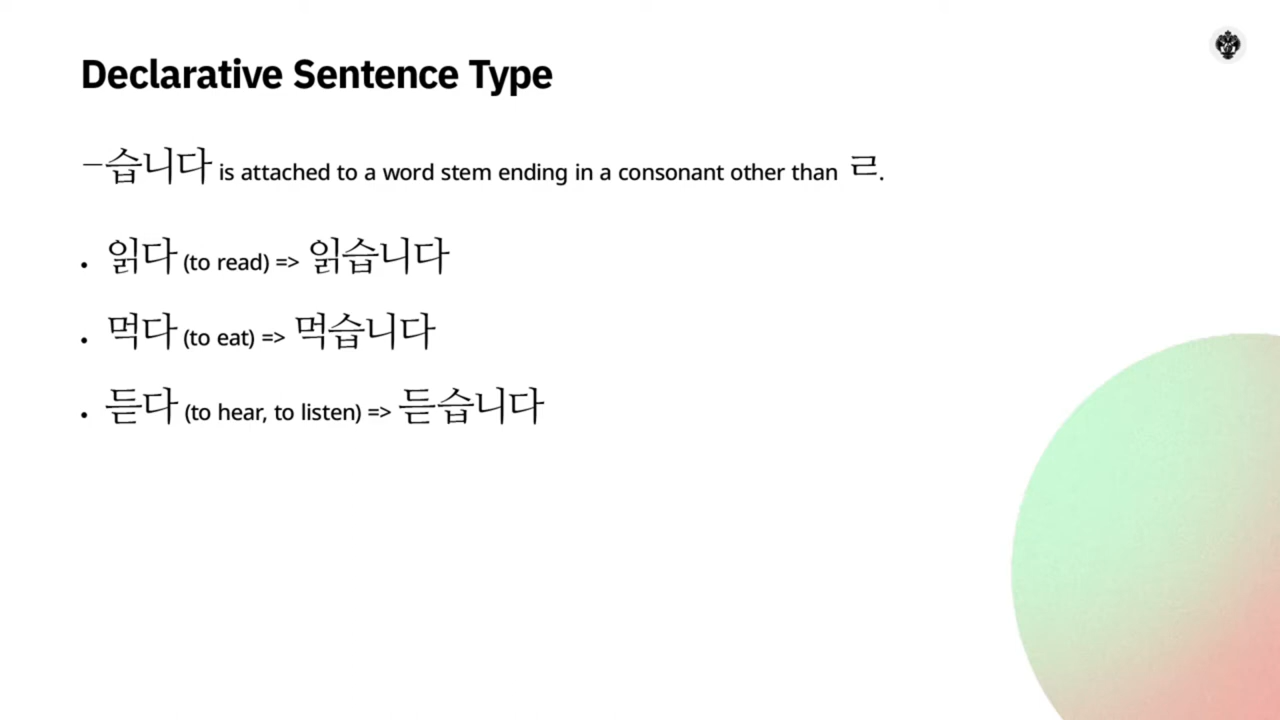 Declarative Sentence Type
–습니다 is attached to a word stem ending in a consonant other than ㄹ.
• 읽다 (to read) => 읽습니다
• 먹다 (to eat) => 먹습니다
• 듣다 (to hear, to listen) => 듣습니다